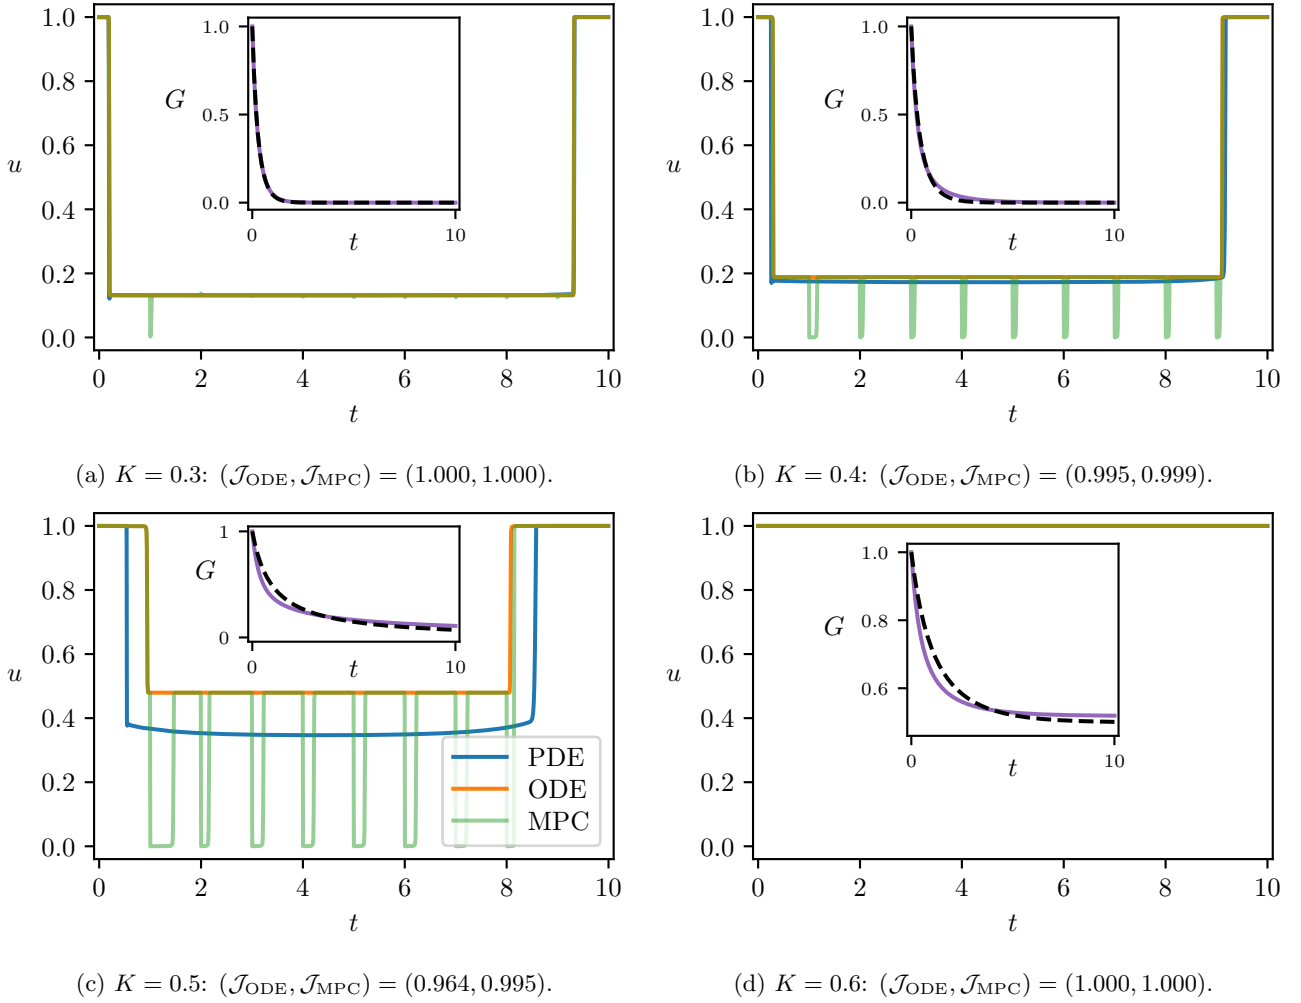 1.0
0.8
0.6
0.4
0.2
0.0
u
0 2 4 6 8 10
t
1.0
0.5
0.0
G
0 10
t
(a) K = 0.3: (𝒥ODE, 𝒥MPC) = (1.000, 1.000).
1.0
0.8
0.6
0.4
0.2
0.0
u
0 2 4 6 8 10
t
1.0
0.5
0.0
G
0 10
t
(b) K = 0.4: (𝒥ODE, 𝒥MPC) = (0.995, 0.999).
1.0
0.8
0.6
0.4
0.2
0.0
u
0 2 4 6 8 10
t
1
0
G
0 10
t
PDE
ODE
MPC
(c) K = 0.5: (𝒥ODE, 𝒥MPC) = (0.964, 0.995).
1.0
0.8
0.6
0.4
0.2
0.0
u
0 2 4 6 8 10
t
1.0
0.8
0.6
G
0 10
t
(d) K = 0.6: (𝒥ODE, 𝒥MPC) = (1.000, 1.000).